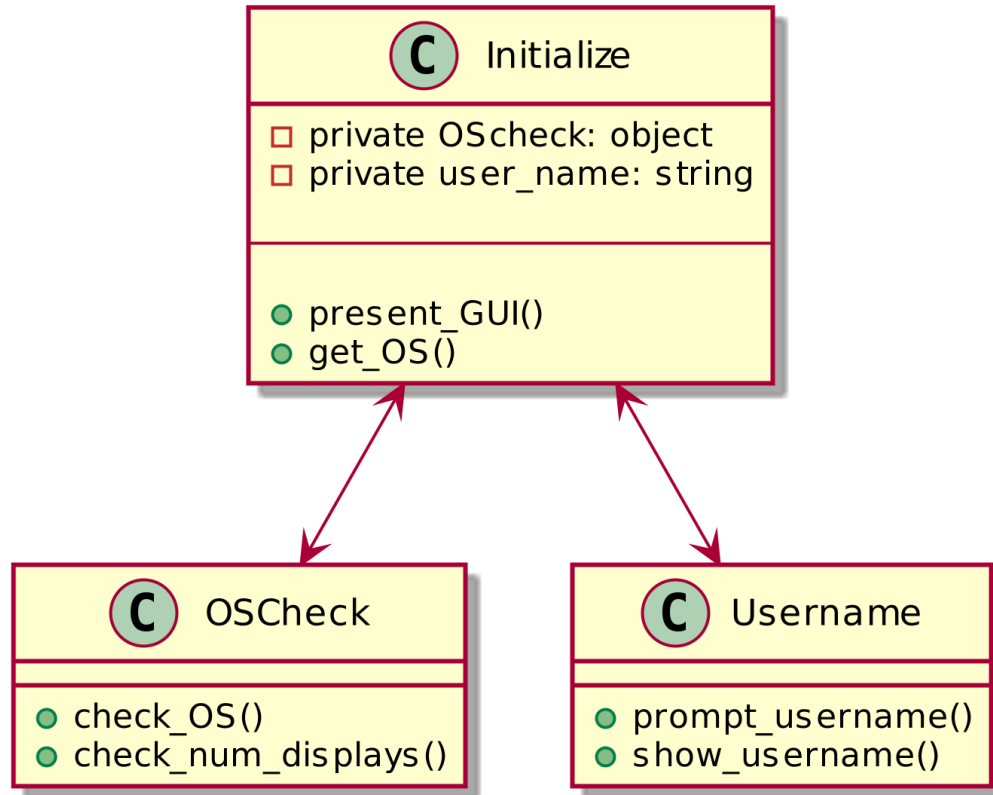 C Initialize
private OScheck: object
private user_name: string
present_GUI()
get_OS()
C OSCheck
check_OS()
check_num_displays()
C Username
prompt_username()
show_username()